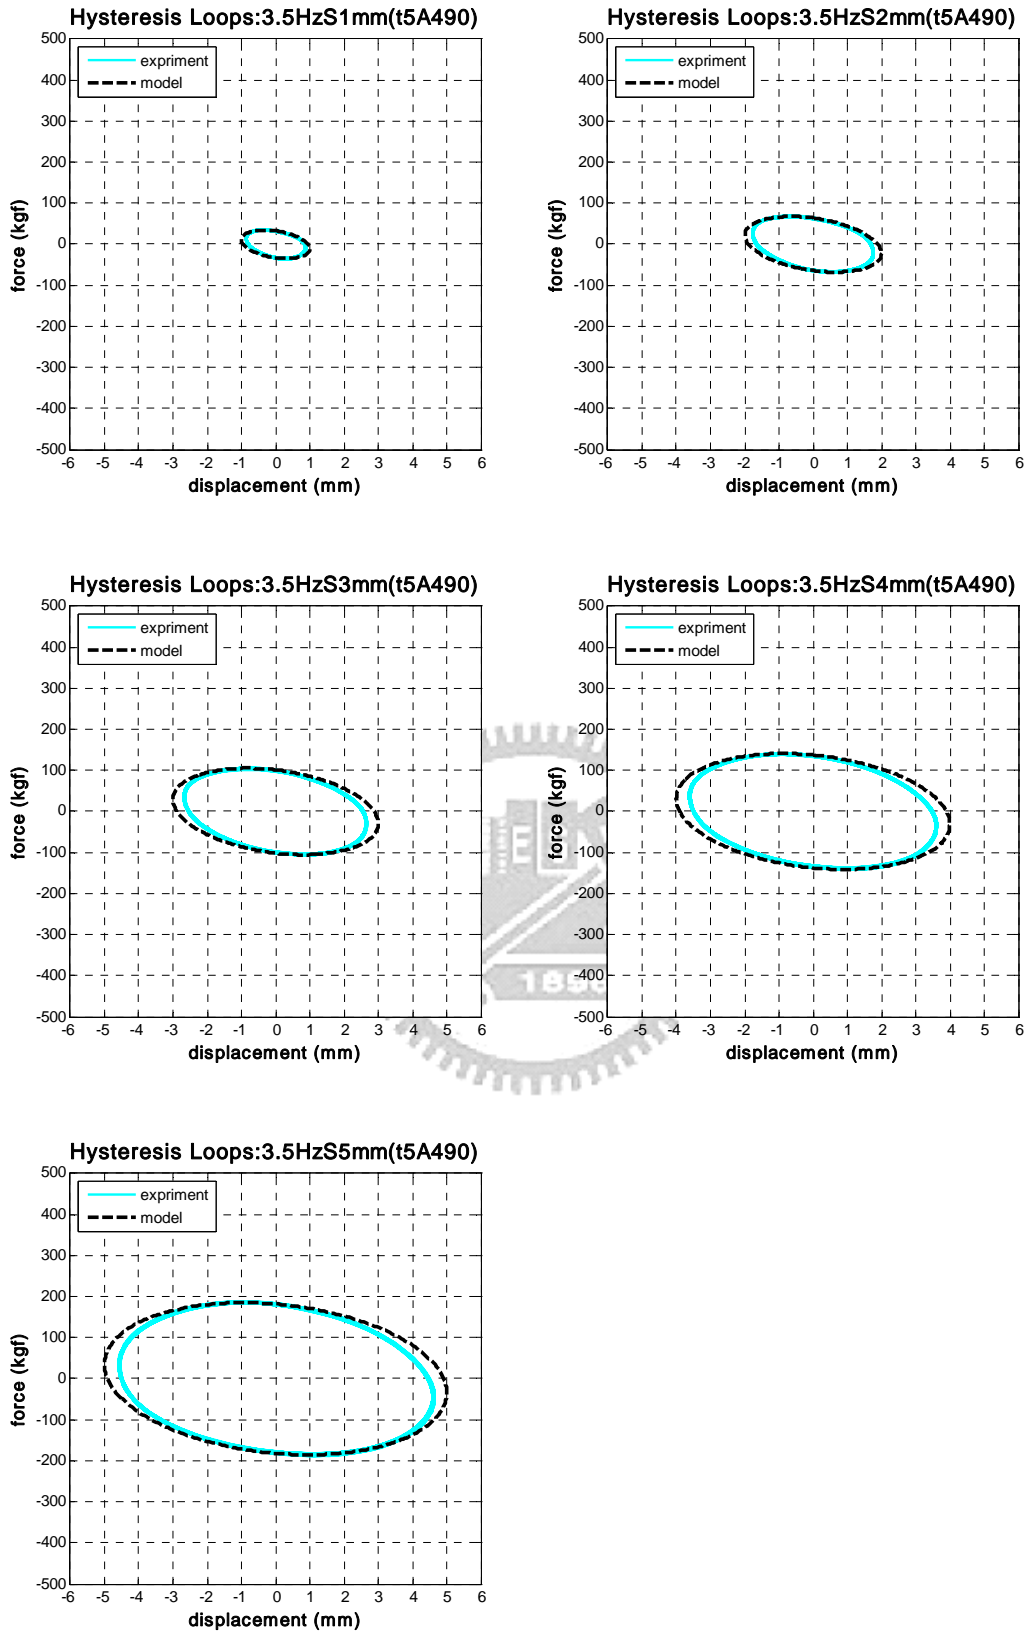 Hysteresis Loops:3.5HzS1mm(t5A490)
500
400
300
200
100
0
-100
-200
-300
-400
-500
force (kgf)
expriment
model
-6 -5 -4 -3 -2 -1 0 1 2 3 4 5 6
displacement (mm)
Hysteresis Loops:3.5HzS2mm(t5A490)
500
400
300
200
100
0
-100
-200
-300
-400
-500
force (kgf)
expriment
model
-6 -5 -4 -3 -2 -1 0 1 2 3 4 5 6
displacement (mm)
Hysteresis Loops:3.5HzS3mm(t5A490)
500
400
300
200
100
0
-100
-200
-300
-400
-500
force (kgf)
expriment
model
-6 -5 -4 -3 -2 -1 0 1 2 3 4 5 6
displacement (mm)
Hysteresis Loops:3.5HzS4mm(t5A490)
500
400
300
200
100
0
-100
-200
-300
-400
-500
force (kgf)
expriment
model
-6 -5 -4 -3 -2 -1 0 1 2 3 4 5 6
displacement (mm)
Hysteresis Loops:3.5HzS5mm(t5A490)
500
400
300
200
100
0
-100
-200
-300
-400
-500
force (kgf)
expriment
model
-6 -5 -4 -3 -2 -1 0 1 2 3 4 5 6
displacement (mm)